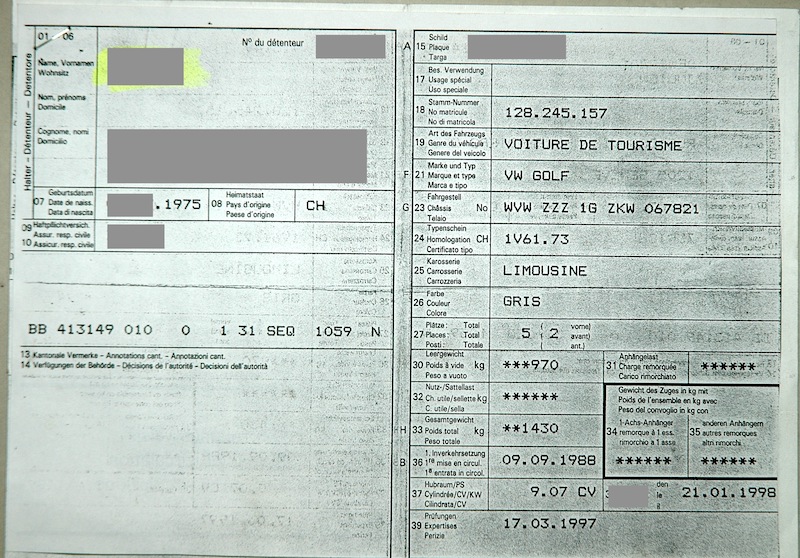 01 - 06
Halter – Détenteur – Detentore
N° du détenteur
Name, Vornamen
Wohnsitz
Nom, prénoms
Domicile
Cognome, nomi
Domicilio
07 Geburtsdatum
Date de naiss.
Data di nascita
.1975
08 Heimatstaat
Pays d'origine
Paese d'origine
CH
09 Haftpflichtversich.
10 Assur. resp. civile
Assicur. resp. civile
BB 413149 010 0 1 31 SEQ 1059 N
13 Kantonale Vermerke - Annotations cant. - Annotazioni cant.
14 Verfügungen der Behörde - Décisions de l'autorité - Decisioni dell'autorità
A 15 Schild
Plaque
Targa
17 Bes. Verwendung
Usage spécial
Uso speciale
18 Stamm-Nummer
No matricule
No di matricola
128.245.157
19 Art des Fahrzeugs
Genre du véhicule
Genere del veicolo
VOITURE DE TOURISME
F 21 Marke und Typ
Marque et type
Marca e tipo
VW GOLF
G 23 Fahrgestell
Châssis No
Telaio
WVW ZZZ 1G ZKW 067821
24 Typenschein
Homologation CH
Certificato tipo
1V61.73
25 Karosserie
Carrosserie
Carrozzeria
LIMOUSINE
26 Farbe
Couleur
Colore
GRIS
27 Plätze: Total
Places: Total
Posti: Totale
5 ( 2 vorne)
avant)
ant.)
30 Leergewicht
Poids à vide kg
Peso a vuoto
***970
31 Anhängelast
Charge remorquée
Carico rimorchiato
******
32 Nutz-/Sattellast
Ch. utile/sellette kg
C. utile/sella
******
H 33 Gesamtgewicht
Poids total kg
Peso totale
**1430
Gewicht des Zuges in kg mit
Poids de l'ensemble en kg avec
Peso del convoglio in kg con
34 1-Achs-Anhänger
remorque à 1 ess.
rimorchio a 1 asse
******
35 anderen Anhängern
autres remorques
altri rimorchi
******
B 36 1. Inverkehrsetzung
1re mise en circul.
1a entrata in circol.
09.09.1988
37 Hubraum/PS
Cylindrée/CV/KW
Cilindrata/CV
9.07 CV
den
le
il
21.01.1998
39 Prüfungen
Expertises
Perizie
17.03.1997